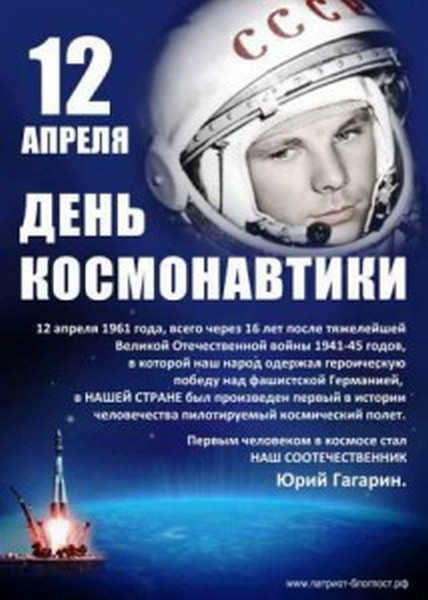 СССР
12
АПРЕЛЯ
ДЕНЬ
КОСМОНАВТИКИ
12 апреля 1961 года, всего через 16 лет после тяжелейшей
Великой Отечественной войны 1941-45 годов,
в которой наш народ одержал героическую
победу над фашистской Германией,
в НАШЕЙ СТРАНЕ был произведен первый в истории
человечества пилотируемый космический полет.
Первым человеком в космосе стал
НАШ СООТЕЧЕСТВЕННИК
Юрий Гагарин.
www.патриот-блогпост.рф